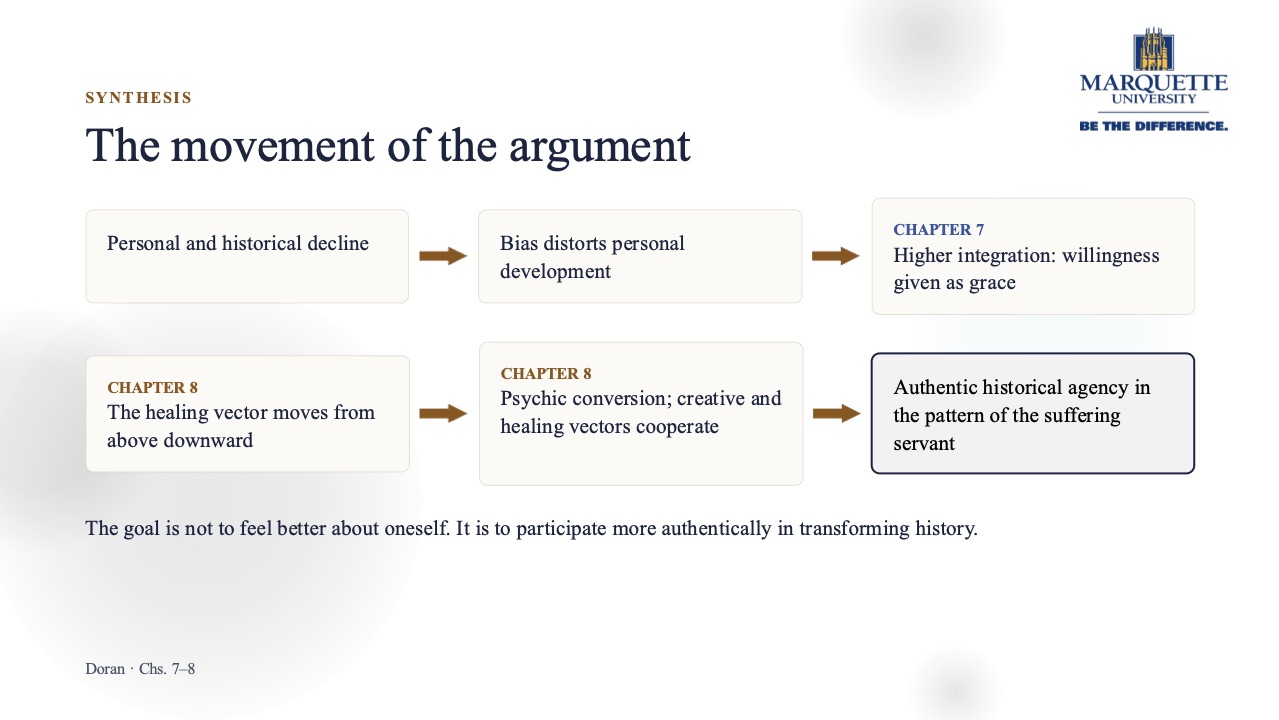 MARQUETTE
UNIVERSITY
BE THE DIFFERENCE.
SYNTHESIS
The movement of the argument
Personal and historical decline
Bias distorts personal
development
CHAPTER 7
Higher integration: willingness
given as grace
CHAPTER 8
The healing vector moves from
above downward
CHAPTER 8
Psychic conversion; creative and
healing vectors cooperate
Authentic historical agency in
the pattern of the suffering
servant
The goal is not to feel better about oneself. It is to participate more authentically in transforming history.
Doran · Chs. 7–8